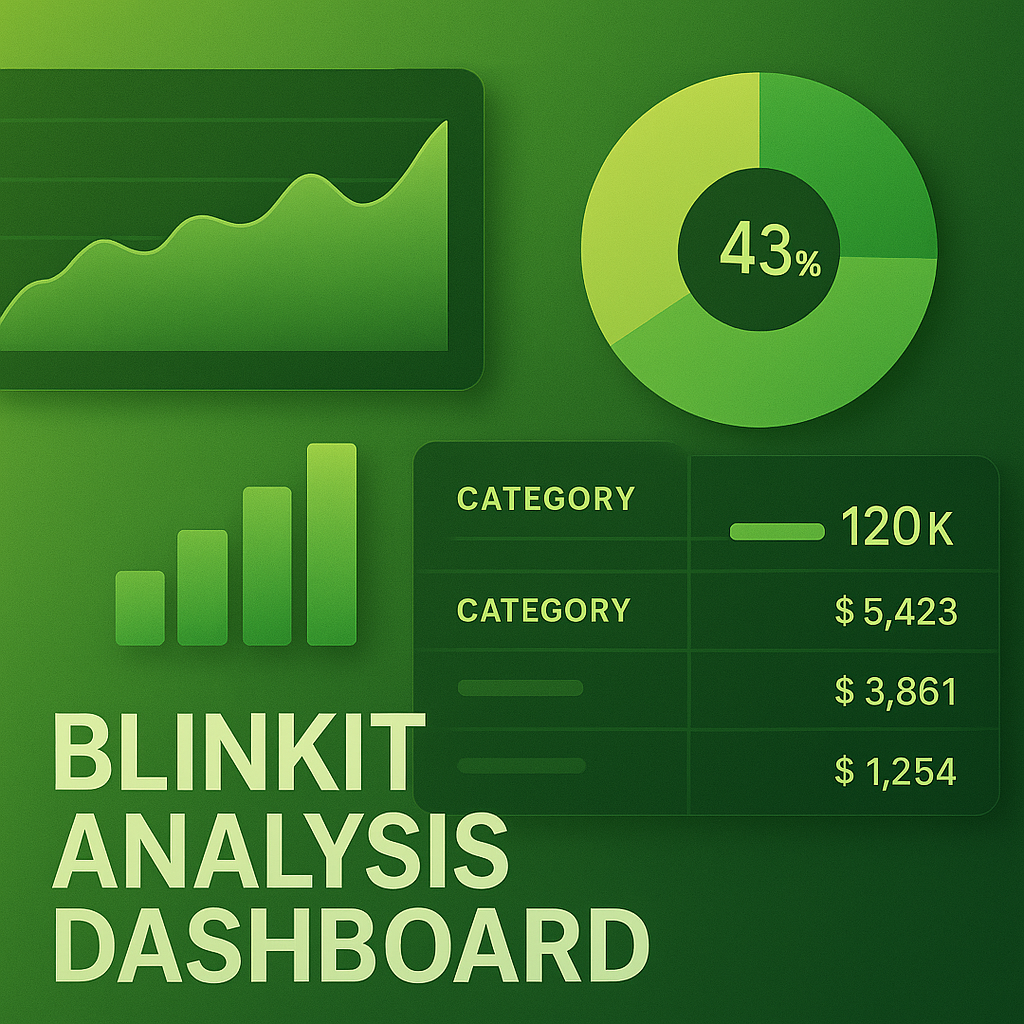 43%
CATEGORY
120K
CATEGORY
$5,423
$3,861
$1,254
BLINKIT
ANALYSIS
DASHBOARD